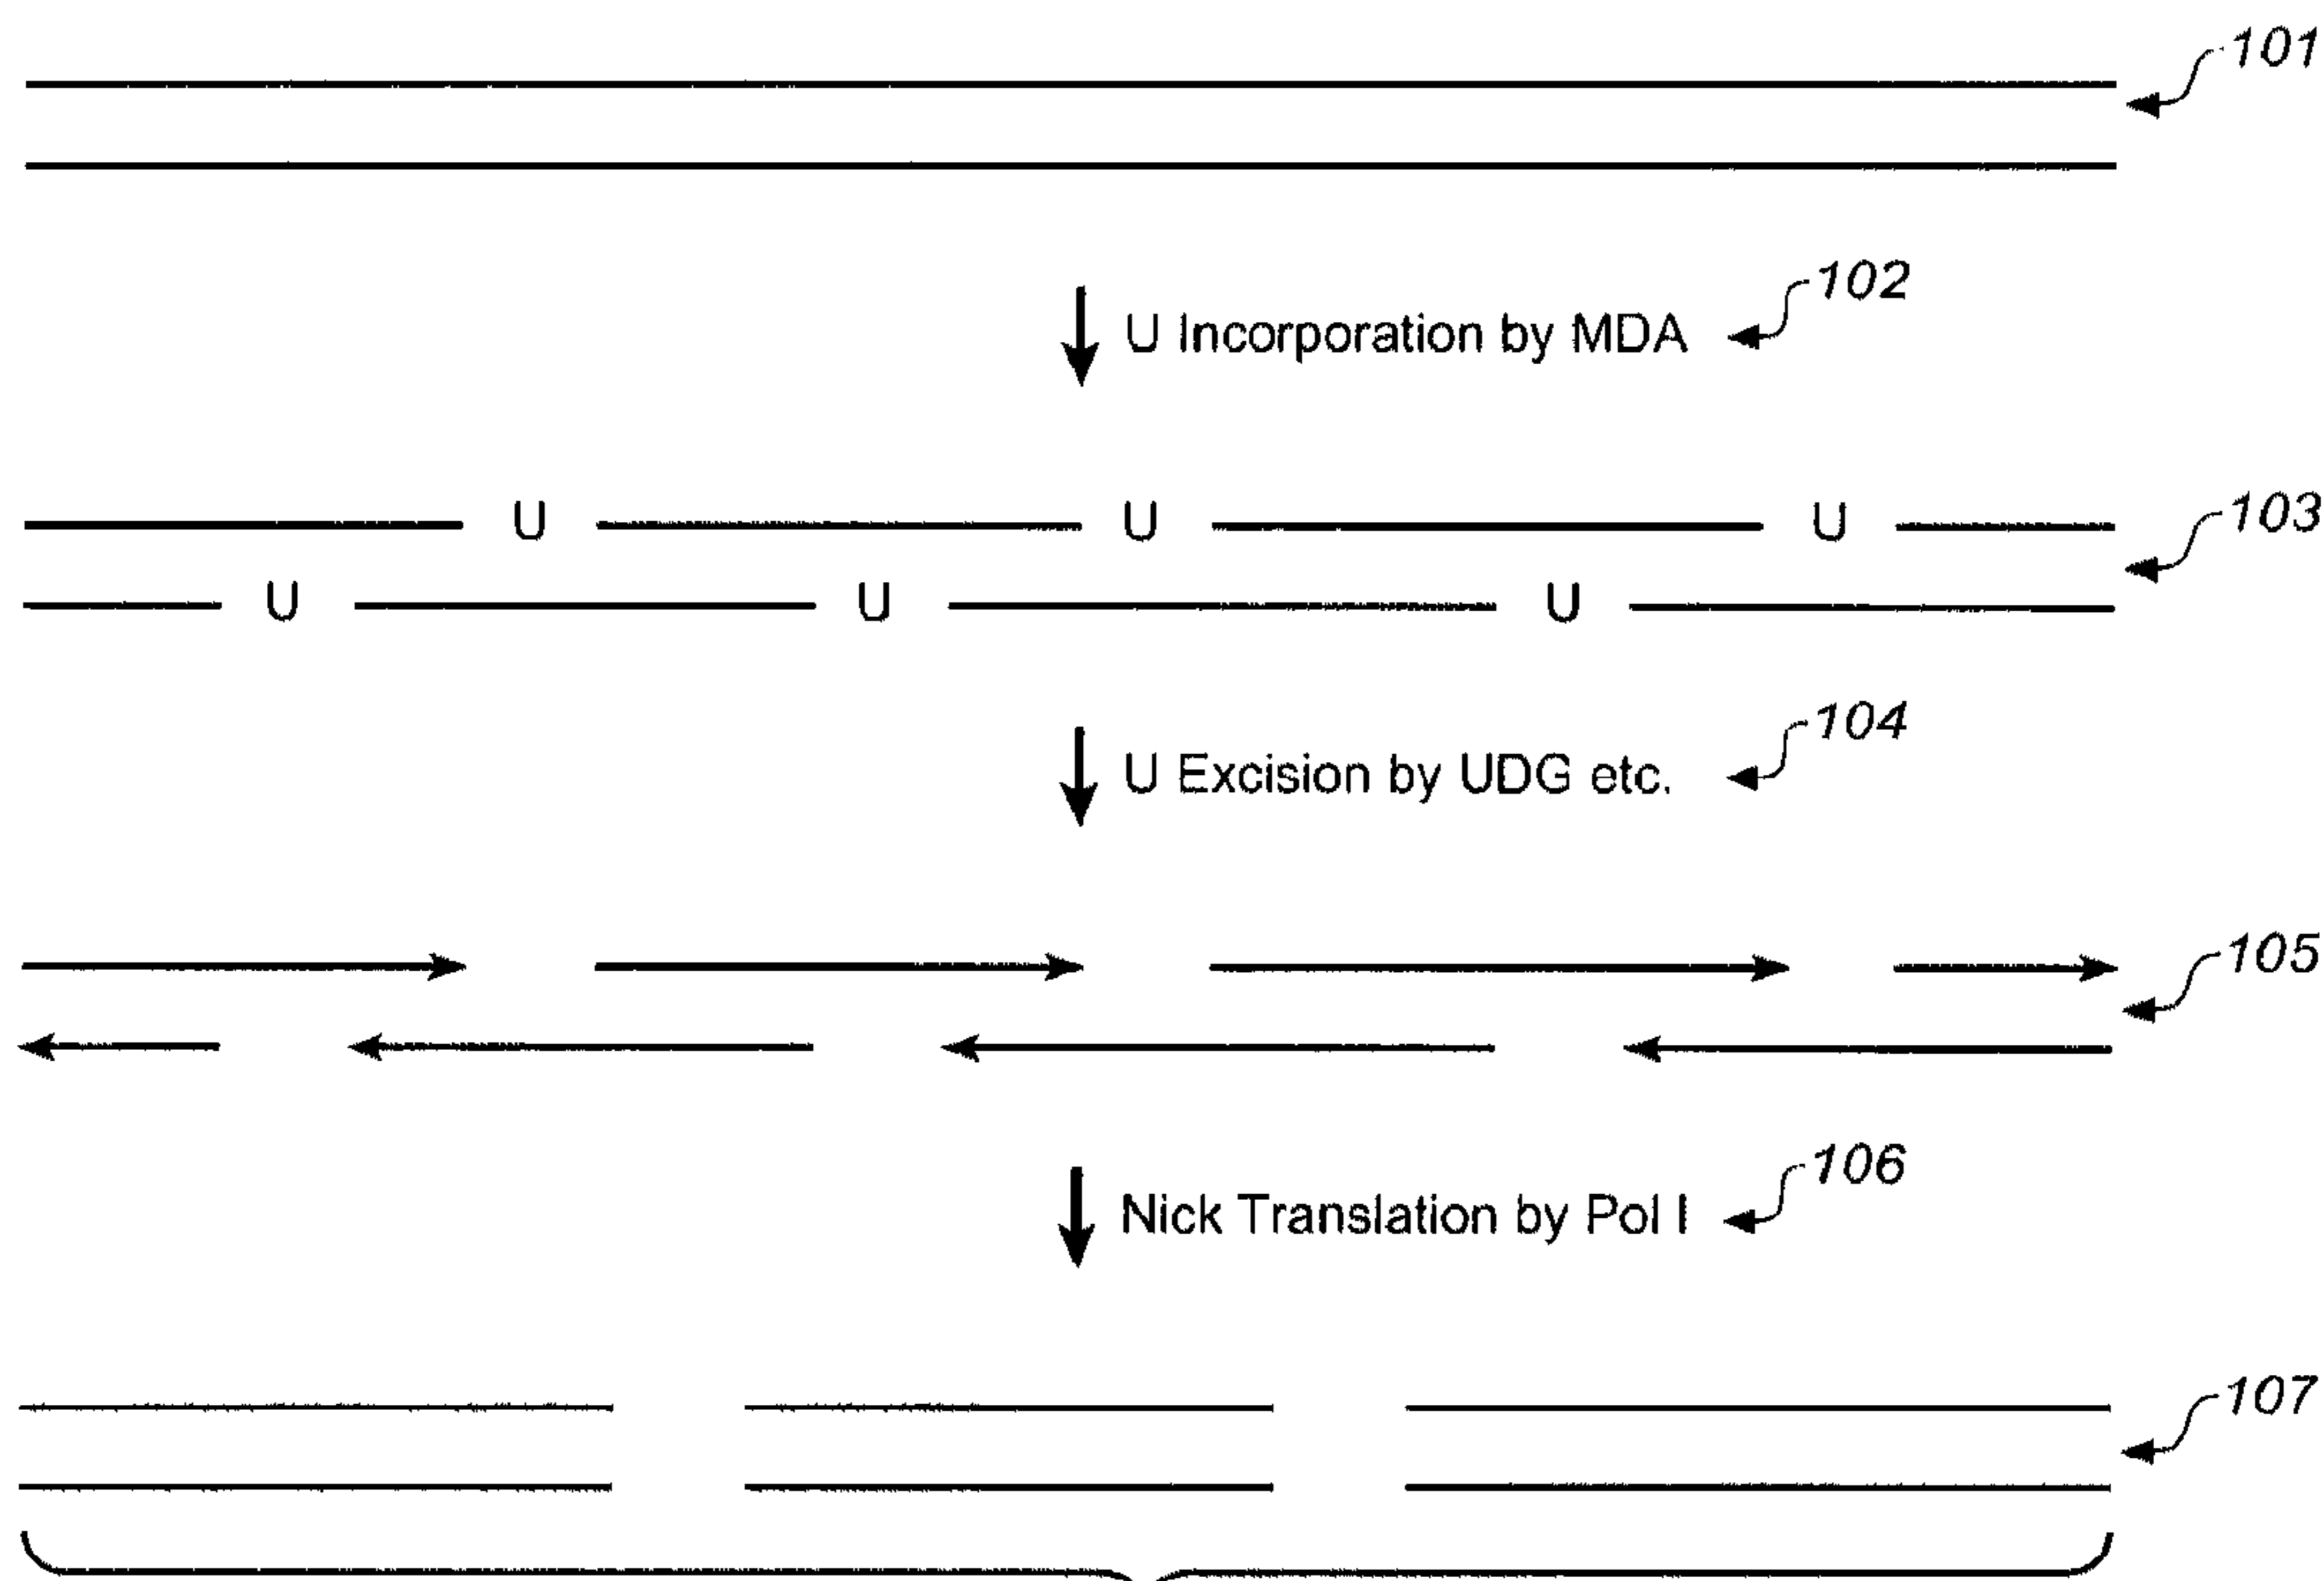 101
102
U Incorporation by MDA
U U U
103
U U U
104
U Excision by UDG etc.
105
106
Nick Translation by Pol I
107